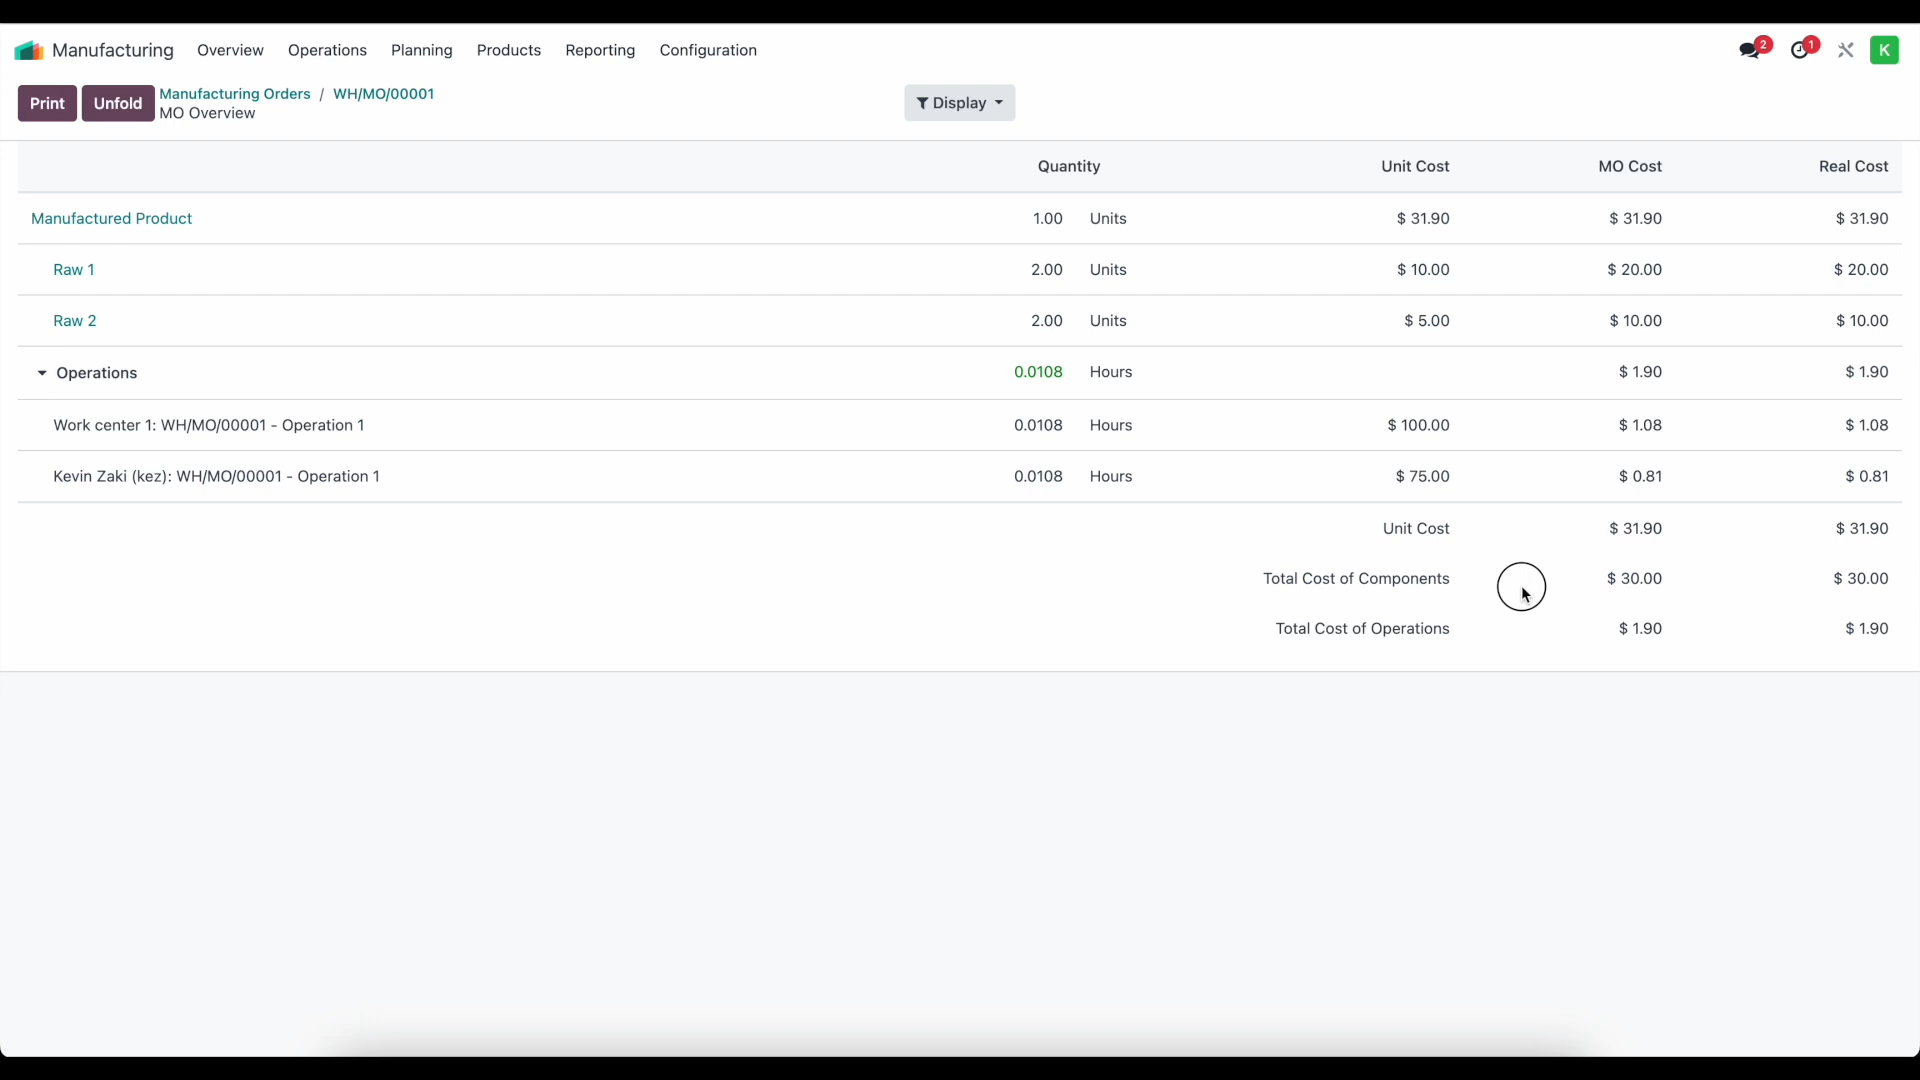 Manufacturing Overview Operations Planning Products Reporting Configuration 2 1 K
Print Unfold Manufacturing Orders / WH/MO/00001
MO Overview
Display
Quantity Unit Cost MO Cost Real Cost
Manufactured Product 1.00 Units $ 31.90 $ 31.90 $ 31.90
Raw 1 2.00 Units $ 10.00 $ 20.00 $ 20.00
Raw 2 2.00 Units $ 5.00 $ 10.00 $ 10.00
Operations 0.0108 Hours $ 1.90 $ 1.90
Work center 1: WH/MO/00001 - Operation 1 0.0108 Hours $ 100.00 $ 1.08 $ 1.08
Kevin Zaki (kez): WH/MO/00001 - Operation 1 0.0108 Hours $ 75.00 $ 0.81 $ 0.81
Unit Cost $ 31.90 $ 31.90
Total Cost of Components $ 30.00 $ 30.00
Total Cost of Operations $ 1.90 $ 1.90